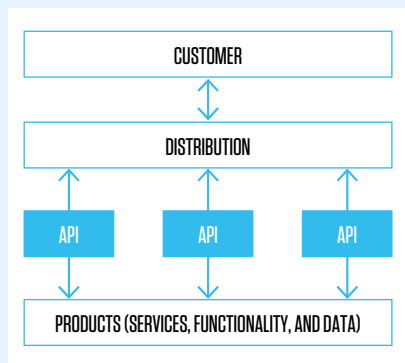 CUSTOMER
DISTRIBUTION
API API API
PRODUCTS (SERVICES, FUNCTIONALITY, AND DATA)